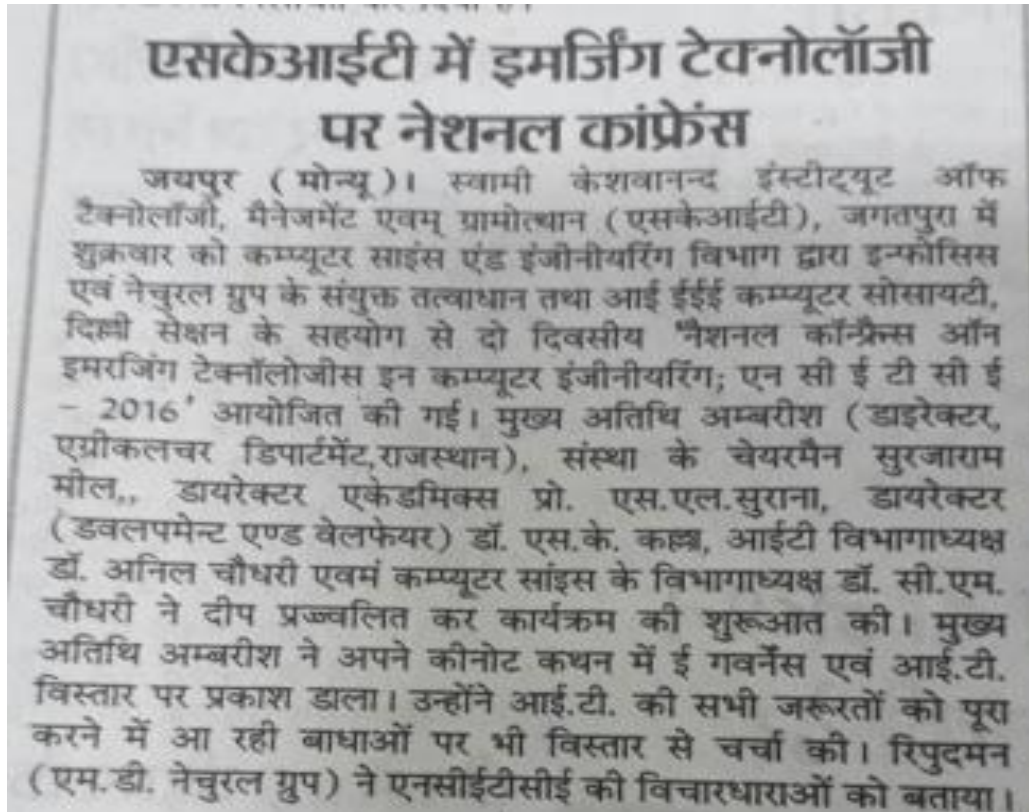 एसकेआईटी में इमर्जिंग टेक्नोलॉजी
पर नेशनल कांफ्रेंस
जयपुर (मोन्यू)। स्वामी केशवानन्द इंस्टीट्यूट ऑफ
टैक्नोलॉजी, मैनेजमेंट एवम् ग्रामोत्थान (एसकेआईटी), जगतपुरा में
शुक्रवार को कम्प्यूटर साइंस एंड इंजीनीयरिंग विभाग द्वारा इन्फोसिस
एवं नेचुरल ग्रुप के संयुक्त तत्वाधान तथा आई ईईई कम्प्यूटर सोसायटी,
दिल्ली सेक्षन के सहयोग से दो दिवसीय "नैशनल कॉन्फ्रैन्स ऑन
इमरजिंग टेक्नॉलोजीस इन कम्प्यूटर इंजीनीयरिंग; एन सी ई टी सी ई
- 2016' आयोजित की गई। मुख्य अतिथि अम्बरीश (डाइरेक्टर,
एग्रीकलचर डिपार्टमेंट,राजस्थान), संस्था के चेयरमैन सुरजाराम
मील,, डायरेक्टर एकेडमिक्स प्रो. एस.एल.सुराना, डायरेक्टर
(डवलपमेन्ट एण्ड वेलफेयर) डॉ. एस.के. कल्ला, आईटी विभागाध्यक्ष
डॉ. अनिल चौधरी एवमं कम्प्यूटर सांइस के विभागाध्यक्ष डॉ. सी.एम.
चौधरी ने दीप प्रज्ज्वलित कर कार्यक्रम की शुरूआत की। मुख्य
अतिथि अम्बरीश ने अपने कीनोट कथन में ई गवर्नेंस एवं आई.टी.
विस्तार पर प्रकाश डाला। उन्होंने आई.टी. की सभी जरूरतों को पूरा
करने में आ रही बाधाओं पर भी विस्तार से चर्चा की। रिपुदमन
(एम.डी. नेचुरल ग्रुप) ने एनसीईटीसीई की विचारधाराओं को बताया।